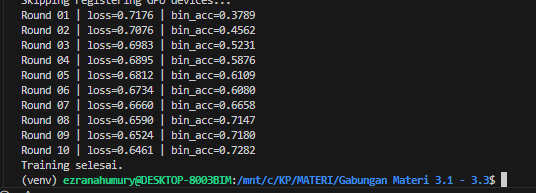 Skipping registering GPU devices...
Round 01 | loss=0.7176 | bin_acc=0.3789
Round 02 | loss=0.7076 | bin_acc=0.4562
Round 03 | loss=0.6983 | bin_acc=0.5231
Round 04 | loss=0.6895 | bin_acc=0.5876
Round 05 | loss=0.6812 | bin_acc=0.6109
Round 06 | loss=0.6734 | bin_acc=0.6080
Round 07 | loss=0.6660 | bin_acc=0.6658
Round 08 | loss=0.6590 | bin_acc=0.7147
Round 09 | loss=0.6524 | bin_acc=0.7180
Round 10 | loss=0.6461 | bin_acc=0.7282
Training selesai.
(venv) ezranahumury@DESKTOP-8003BIM:/mnt/c/KP/MATERI/Gabungan Materi 3.1 - 3.3$